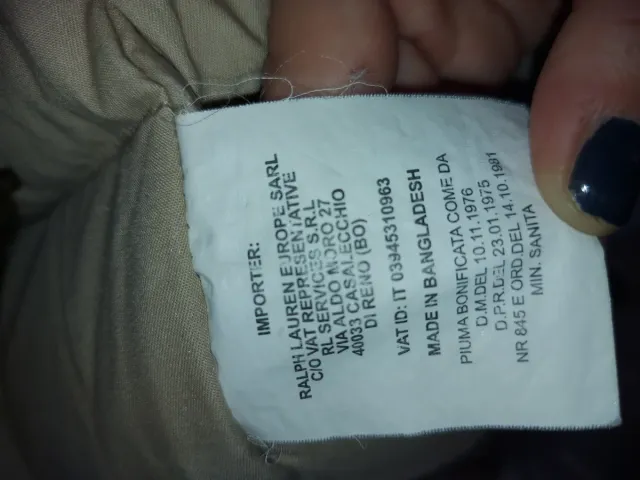 IMPORTER:
RALPH LAUREN EUROPE SARL
C/O VAT REPRESENTATIVE
RL SERVICES S.R.L
VIA ALDO MORO 27
40033 CASALECCHIO
DI RENO (BO)
VAT ID: IT 03945310963
MADE IN BANGLADESH
PIUMA BONIFICATA COME DA
D.M.DEL 10.11.1976
D.P.R.DEL 23.01.1975
NR 845 E ORD.DEL 14.10.1981
MIN. SANITA